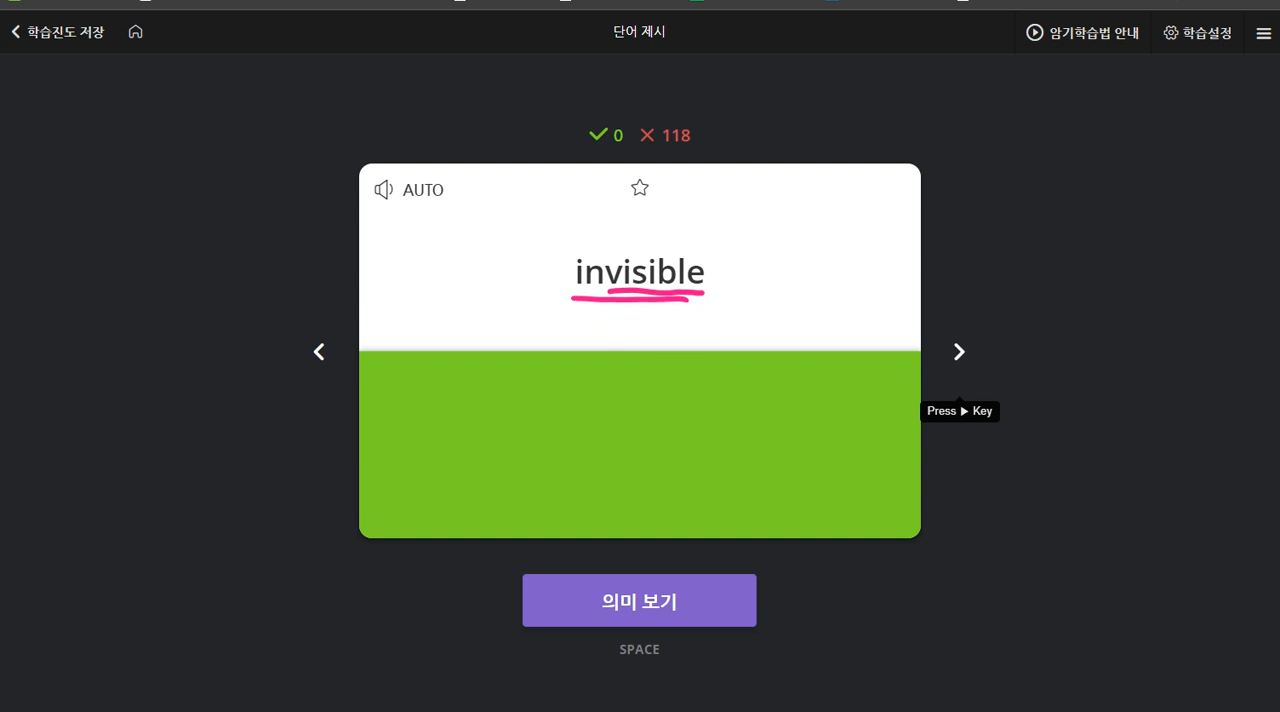 학습진도 저장
단어 제시
암기학습법 안내
학습설정
0
118
AUTO
invisible
Press ▶ Key
의미 보기
SPACE